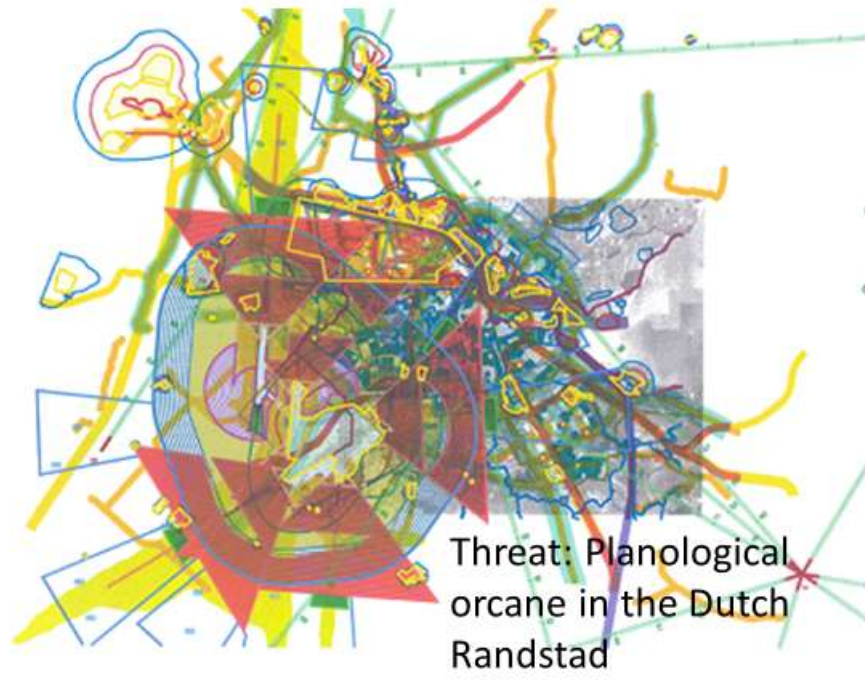 Threat: Planological
orcane in the Dutch
Randstad